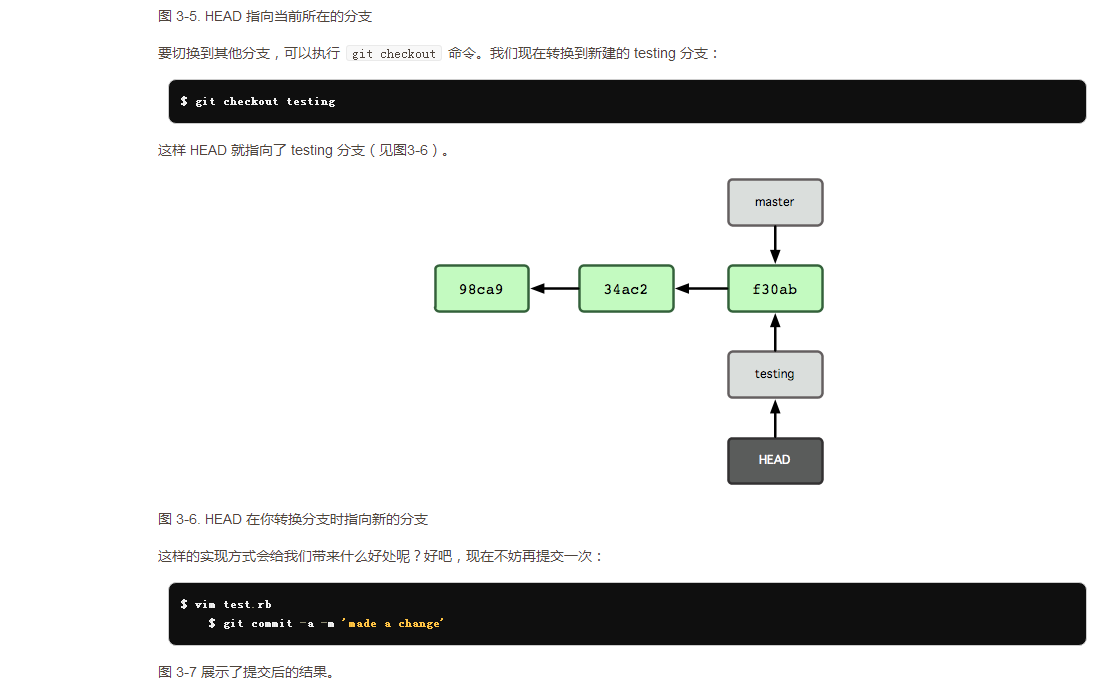 图 3-5. HEAD 指向当前所在的分支
要切换到其他分支，可以执行 git checkout 命令。我们现在转换到新建的 testing 分支：
$ git checkout testing
这样 HEAD 就指向了 testing 分支（见图3-6）。
master
98ca9 34ac2 f30ab
testing
HEAD
图 3-6. HEAD 在你转换分支时指向新的分支
这样的实现方式会给我们带来什么好处呢？好吧，现在不妨再提交一次：
$ vim test.rb
$ git commit -a -m 'made a change'
图 3-7 展示了提交后的结果。